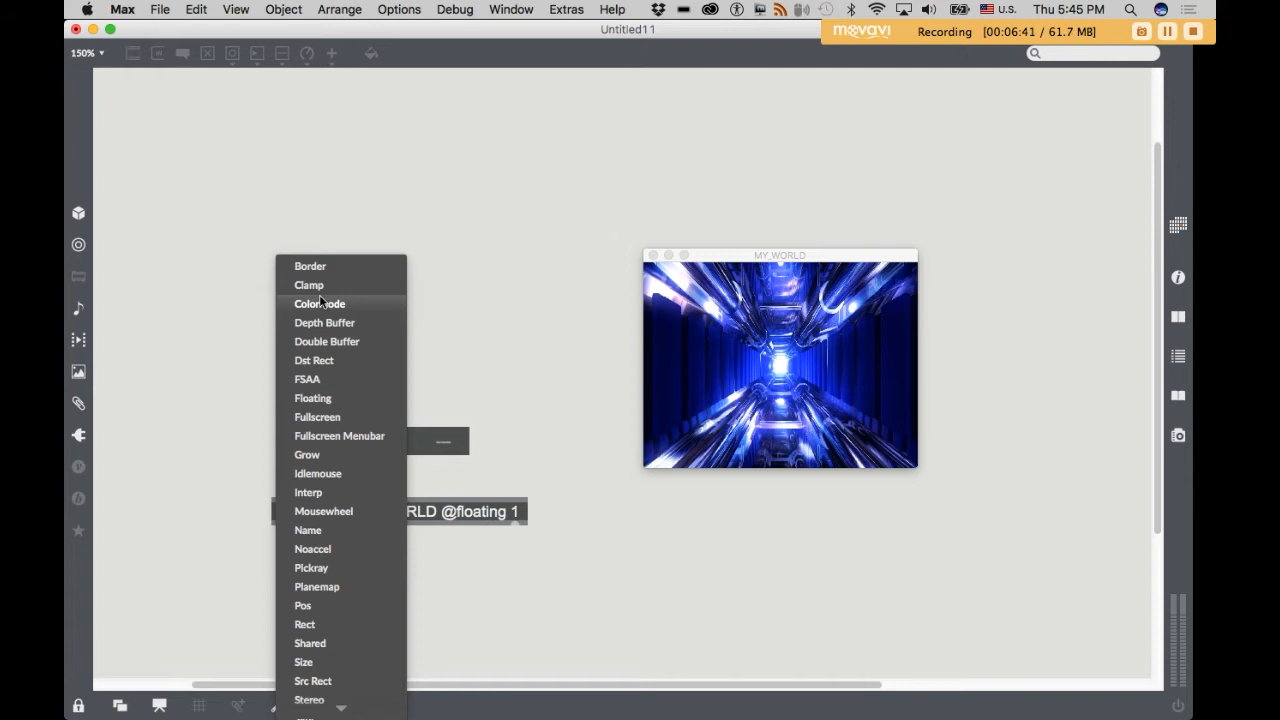 Max File Edit View Object Arrange Options Debug Window Extras Help U.S. Thu 5:45 PM
Untitled11
movavi Recording [00:06:41 / 61.7 MB]
150%
MY_WORLD
Border
Clamp
Colormode
Depth Buffer
Double Buffer
Dst Rect
FSAA
Floating
Fullscreen
Fullscreen Menubar
Grow
Idlemouse
Interp
Mousewheel
RLD @floating 1
Name
Noaccel
Pickray
Planemap
Pos
Rect
Shared
Size
Src Rect
Stereo